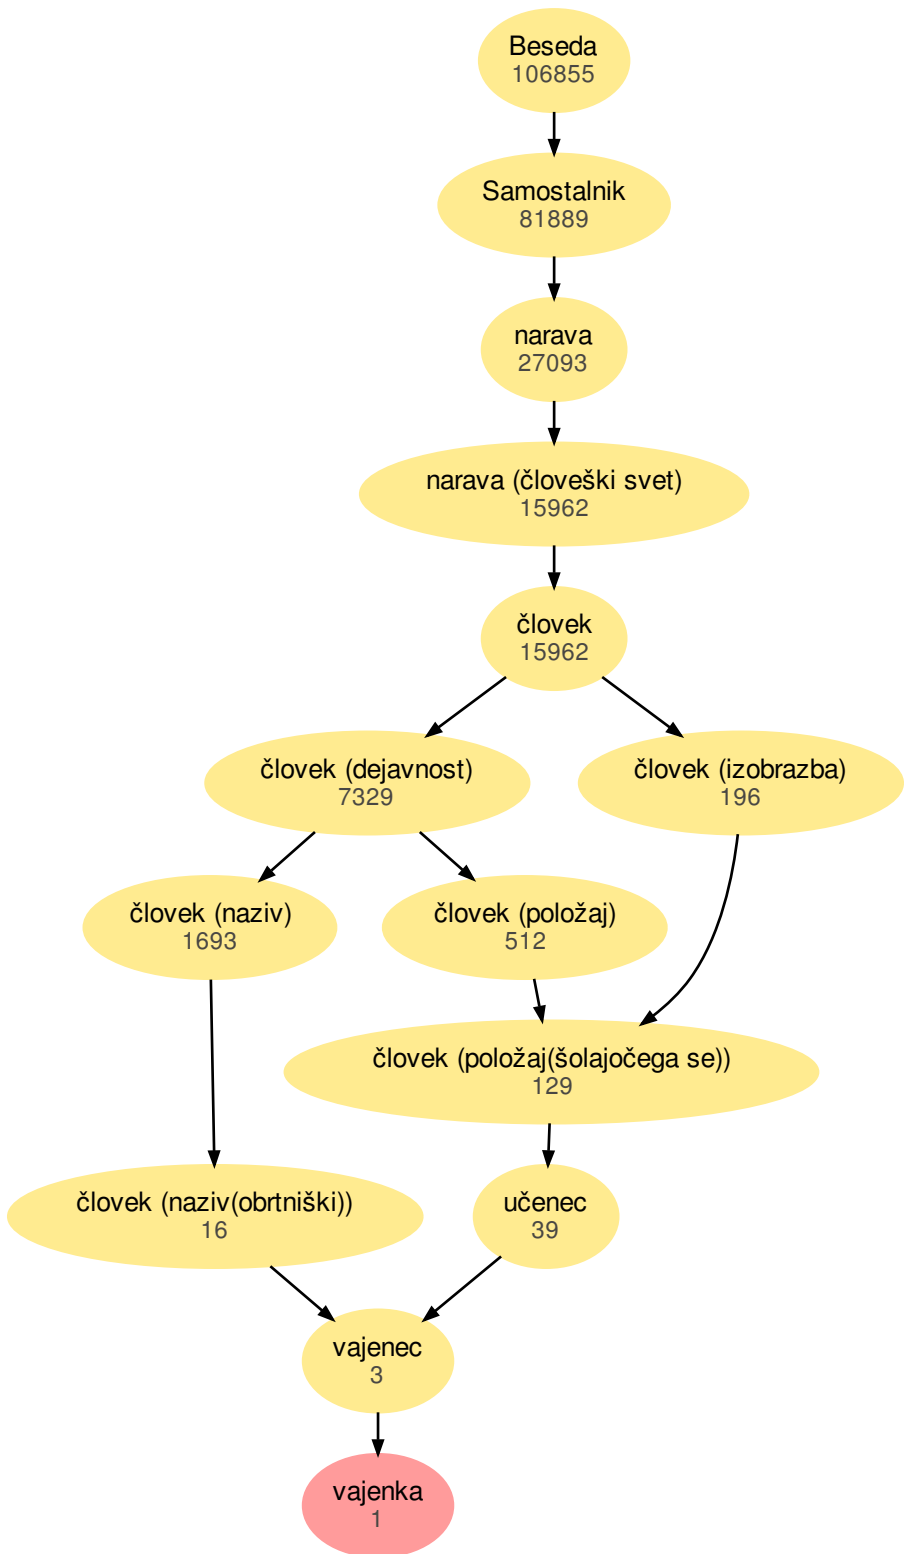 Beseda
106855
Samostalnik
81889
narava
27093
narava (človeški svet)
15962
človek
15962
človek (dejavnost)
7329
človek (izobrazba)
196
človek (naziv)
1693
človek (položaj)
512
človek (položaj(šolajočega se))
129
človek (naziv(obrtniški))
16
učenec
39
vajenec
3
vajenka
1